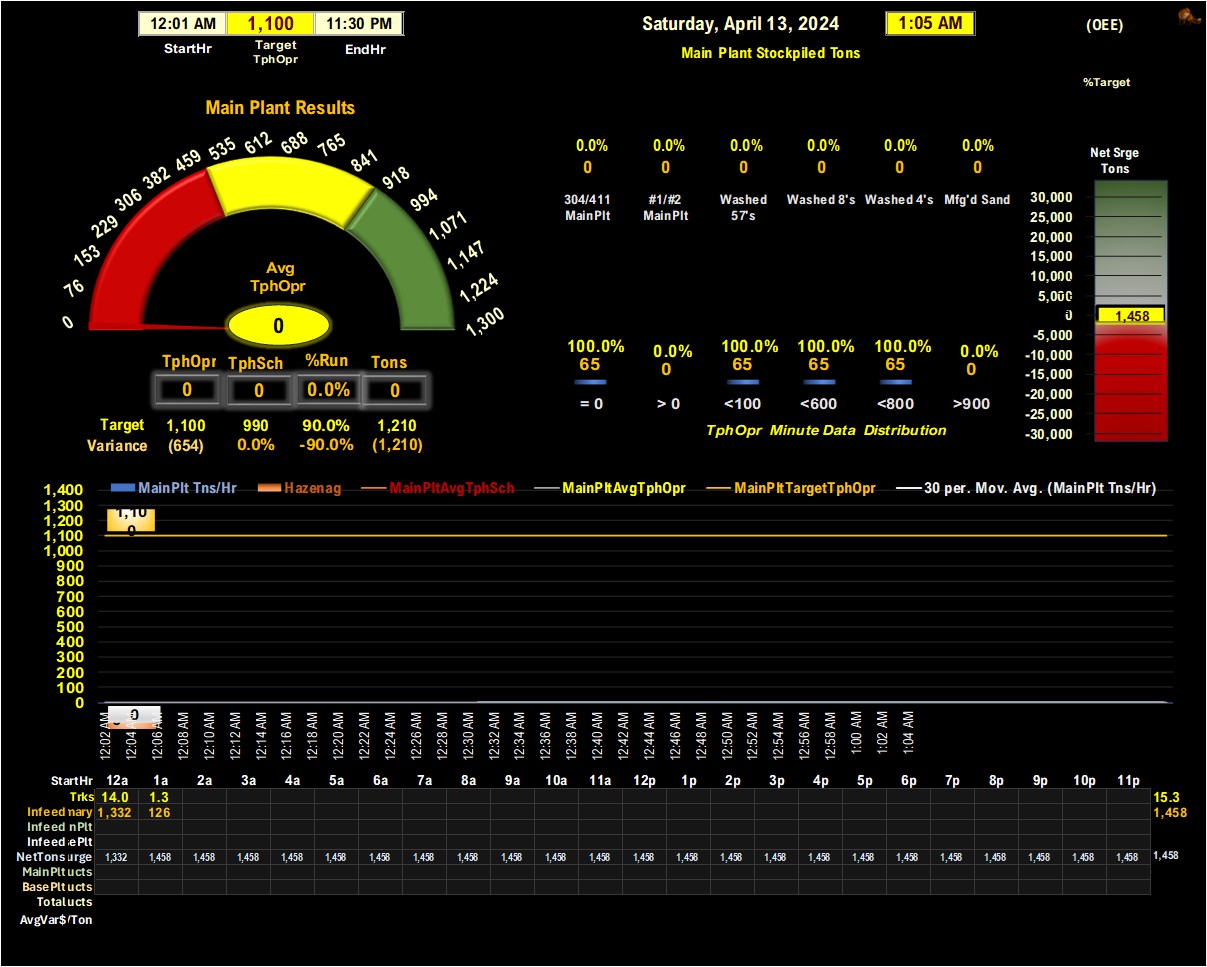 12:01 AM 1,100 11:30 PM
StartHr Target TphOpr EndHr
Saturday, April 13, 2024 1:05 AM (OEE)
Main Plant Stockpiled Tons
%Target
Main Plant Results
0 76 153 229 306 382 459 535 612 688 765 841 918 994 1,071 1,147 1,224 1,300
Avg
TphOpr
0
TphOpr TphSch %Run Tons
0 0 0.0% 0
Target 1,100 990 90.0% 1,210
Variance (654) 0.0% -90.0% (1,210)
0.0% 0.0% 0.0% 0.0% 0.0% 0.0%
0 0 0 0 0 0
304/411 MainPlt #1/#2 MainPlt Washed 57's Washed 8's Washed 4's Mfg'd Sand
100.0% 0.0% 100.0% 100.0% 100.0% 0.0%
65 0 65 65 65 0
= 0 > 0 <100 <600 <800 >900
TphOpr Minute Data Distribution
Net Srge
Tons
30,000
25,000
20,000
15,000
10,000
5,000
0
1,458
-5,000
-10,000
-15,000
-20,000
-25,000
-30,000
MainPlt Tns/Hr Hazenag MainPltAvgTphSch MainPltAvgTphOpr MainPltTargetTphOpr 30 per. Mov. Avg. (MainPlt Tns/Hr)
1,400
1,300
1,200
1,100
1,000
900
800
700
600
500
400
300
200
100
0
1,10
0
0
12:02 AM 12:04 AM 12:06 AM 12:08 AM 12:10 AM 12:12 AM 12:14 AM 12:16 AM 12:18 AM 12:20 AM 12:22 AM 12:24 AM 12:26 AM 12:28 AM 12:30 AM 12:32 AM 12:34 AM 12:36 AM 12:38 AM 12:40 AM 12:42 AM 12:44 AM 12:46 AM 12:48 AM 12:50 AM 12:52 AM 12:54 AM 12:56 AM 12:58 AM 1:00 AM 1:02 AM 1:04 AM
StartHr 12a 1a 2a 3a 4a 5a 6a 7a 8a 9a 10a 11a 12p 1p 2p 3p 4p 5p 6p 7p 8p 9p 10p 11p
Trks 14.0 1.3 15.3
Infeed mary 1,332 126 1,458
Infeed nPlt
Infeed ePlt
NetTons urge 1,332 1,458 1,458 1,458 1,458 1,458 1,458 1,458 1,458 1,458 1,458 1,458 1,458 1,458 1,458 1,458 1,458 1,458 1,458 1,458 1,458 1,458 1,458 1,458 1,458
MainPlt ucts
BasePlt ucts
Total ucts
AvgVar$/Ton